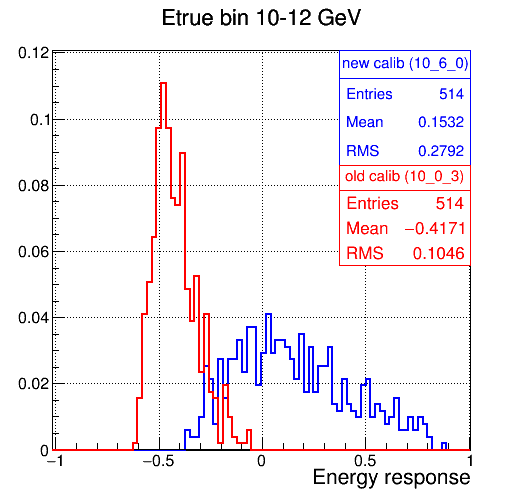 Etrue bin 10-12 GeV
new calib (10_6_0)
Entries 514
Mean 0.1532
RMS 0.2792
old calib (10_0_3)
Entries 514
Mean −0.4171
RMS 0.1046
0.12
0.1
0.08
0.06
0.04
0.02
0
−1 −0.5 0 0.5 1
Energy response